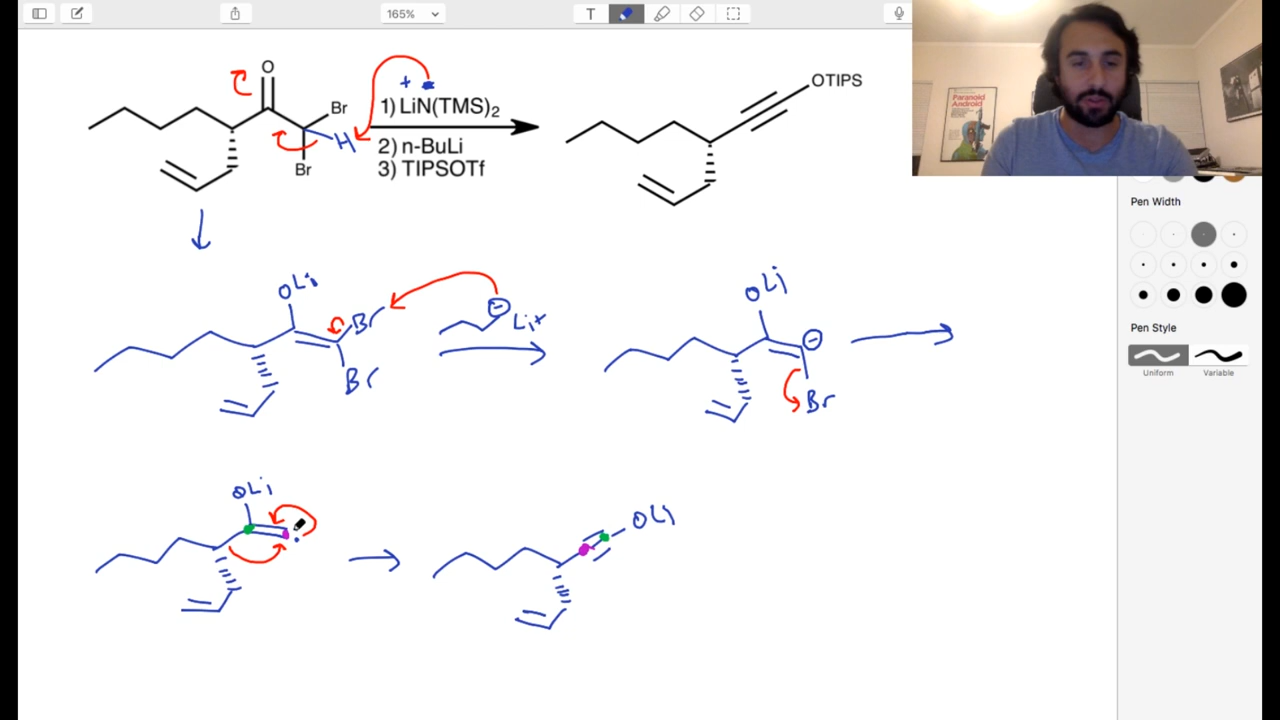 165%
T
O
Br
H
Br
+
1) LiN(TMS)₂
2) n-BuLi
3) TIPSOTf
OTIPS
Paranoid
Android
Pen Width
Pen Style
Uniform
Variable
OLi
Br
Br
Li+
OLi
Br
OLi
OLi